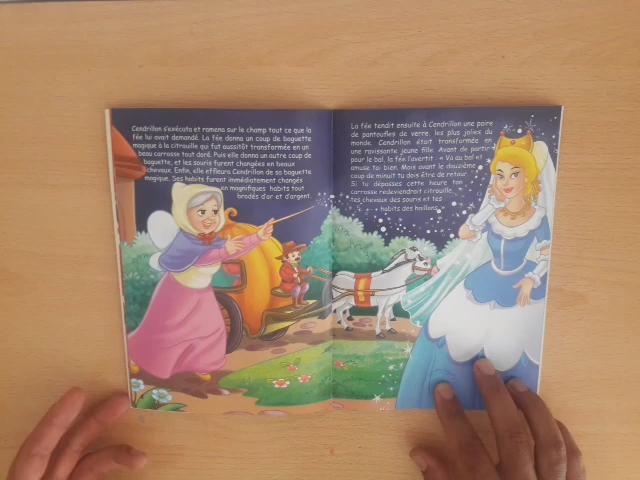 Cendrillon s'exécuta et ramena sur le champ tout ce que la
fée lui avait demandé. La fée donna un coup de baguette
magique à la citrouille qui fut aussitôt transformée en un
beau carrosse tout doré. Puis elle donna un autre coup de
baguette, et les souris furent changées en beaux
chevaux. Enfin, elle effleura Cendrillon de sa baguette
magique. Ses habits furent immédiatement changés
en magnifiques habits tout
brodés d'or et d'argent.
La fée tendit ensuite à Cendrillon une paire
de pantoufles de verre, les plus jolies du
monde. Cendrillon était transformée en
une ravissante jeune fille. Avant de partir
pour le bal, la fée l'avertit : « Va au bal et
amuse toi bien. Mais avant le douzième
coup de minuit tu dois être de retour.
Si tu dépasses cette heure ton
carrosse redeviendrait citrouille,
tes chevaux des souris et tes
habits des haillons. »